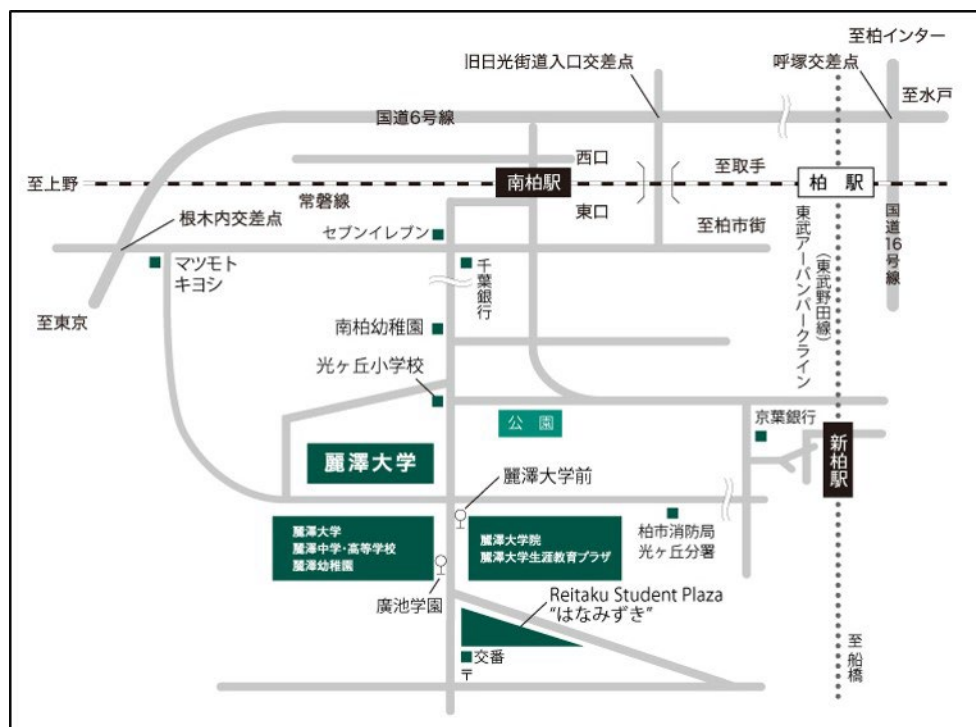 至柏インター
旧日光街道入口交差点
呼塚交差点
至水戸
国道6号線
西口
至取手
至上野
南柏駅
柏 駅
常磐線
東口
根木内交差点
セブンイレブン
至柏市街
国道16号線
東武アーバンパークライン
（東武野田線）
マツモト
キヨシ
千葉銀行
至東京
南柏幼稚園
光ヶ丘小学校
公 園
京葉銀行
新柏駅
麗澤大学
麗澤大学前
麗澤大学
麗澤中学・高等学校
麗澤幼稚園
麗澤大学院
麗澤大学生涯教育プラザ
柏市消防局
光ヶ丘分署
廣池学園
Reitaku Student Plaza
“はなみずき”
交番
〒
至船橋